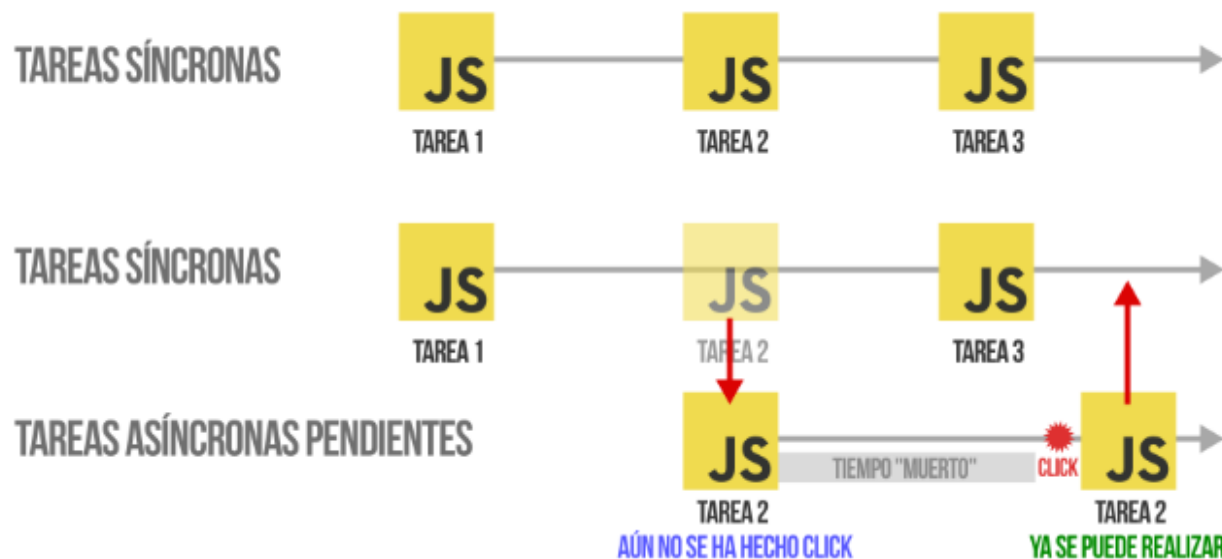 TAREAS SÍNCRONAS
JS JS JS
TAREA 1 TAREA 2 TAREA 3
TAREAS SÍNCRONAS
JS JS JS
TAREA 1 TAREA 2 TAREA 3
TAREAS ASÍNCRONAS PENDIENTES
JS TIEMPO "MUERTO" CLICK JS
TAREA 2 TAREA 2
AÚN NO SE HA HECHO CLICK YA SE PUEDE REALIZAR